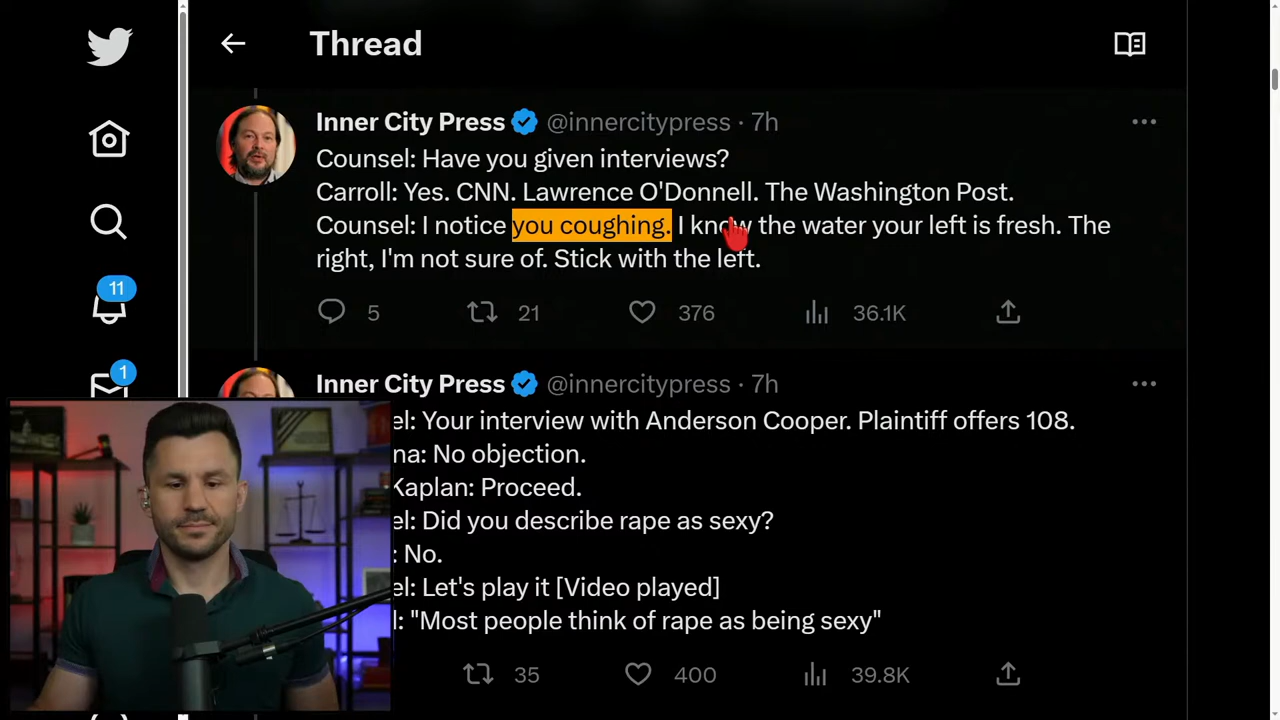 Thread
Inner City Press @innercitypress · 7h
Counsel: Have you given interviews?
Carroll: Yes. CNN. Lawrence O'Donnell. The Washington Post.
Counsel: I notice you coughing. I know the water your left is fresh. The
right, I'm not sure of. Stick with the left.
5 21 376 36.1K
11
Inner City Press @innercitypress · 7h
1
el: Your interview with Anderson Cooper. Plaintiff offers 108.
na: No objection.
Kaplan: Proceed.
el: Did you describe rape as sexy?
: No.
el: Let's play it [Video played]
l: "Most people think of rape as being sexy"
35 400 39.8K